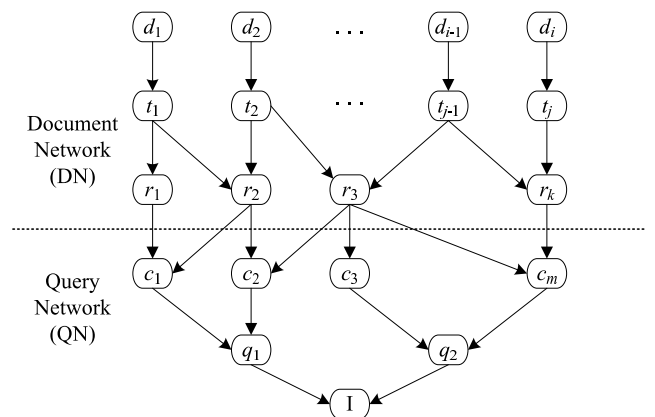 d1 d2 . . . di-1 di
t1 t2 . . . tj-1 tj
Document
Network
(DN)
r1 r2 r3 rk
c1 c2 c3 cm
Query
Network
(QN)
q1 q2
I